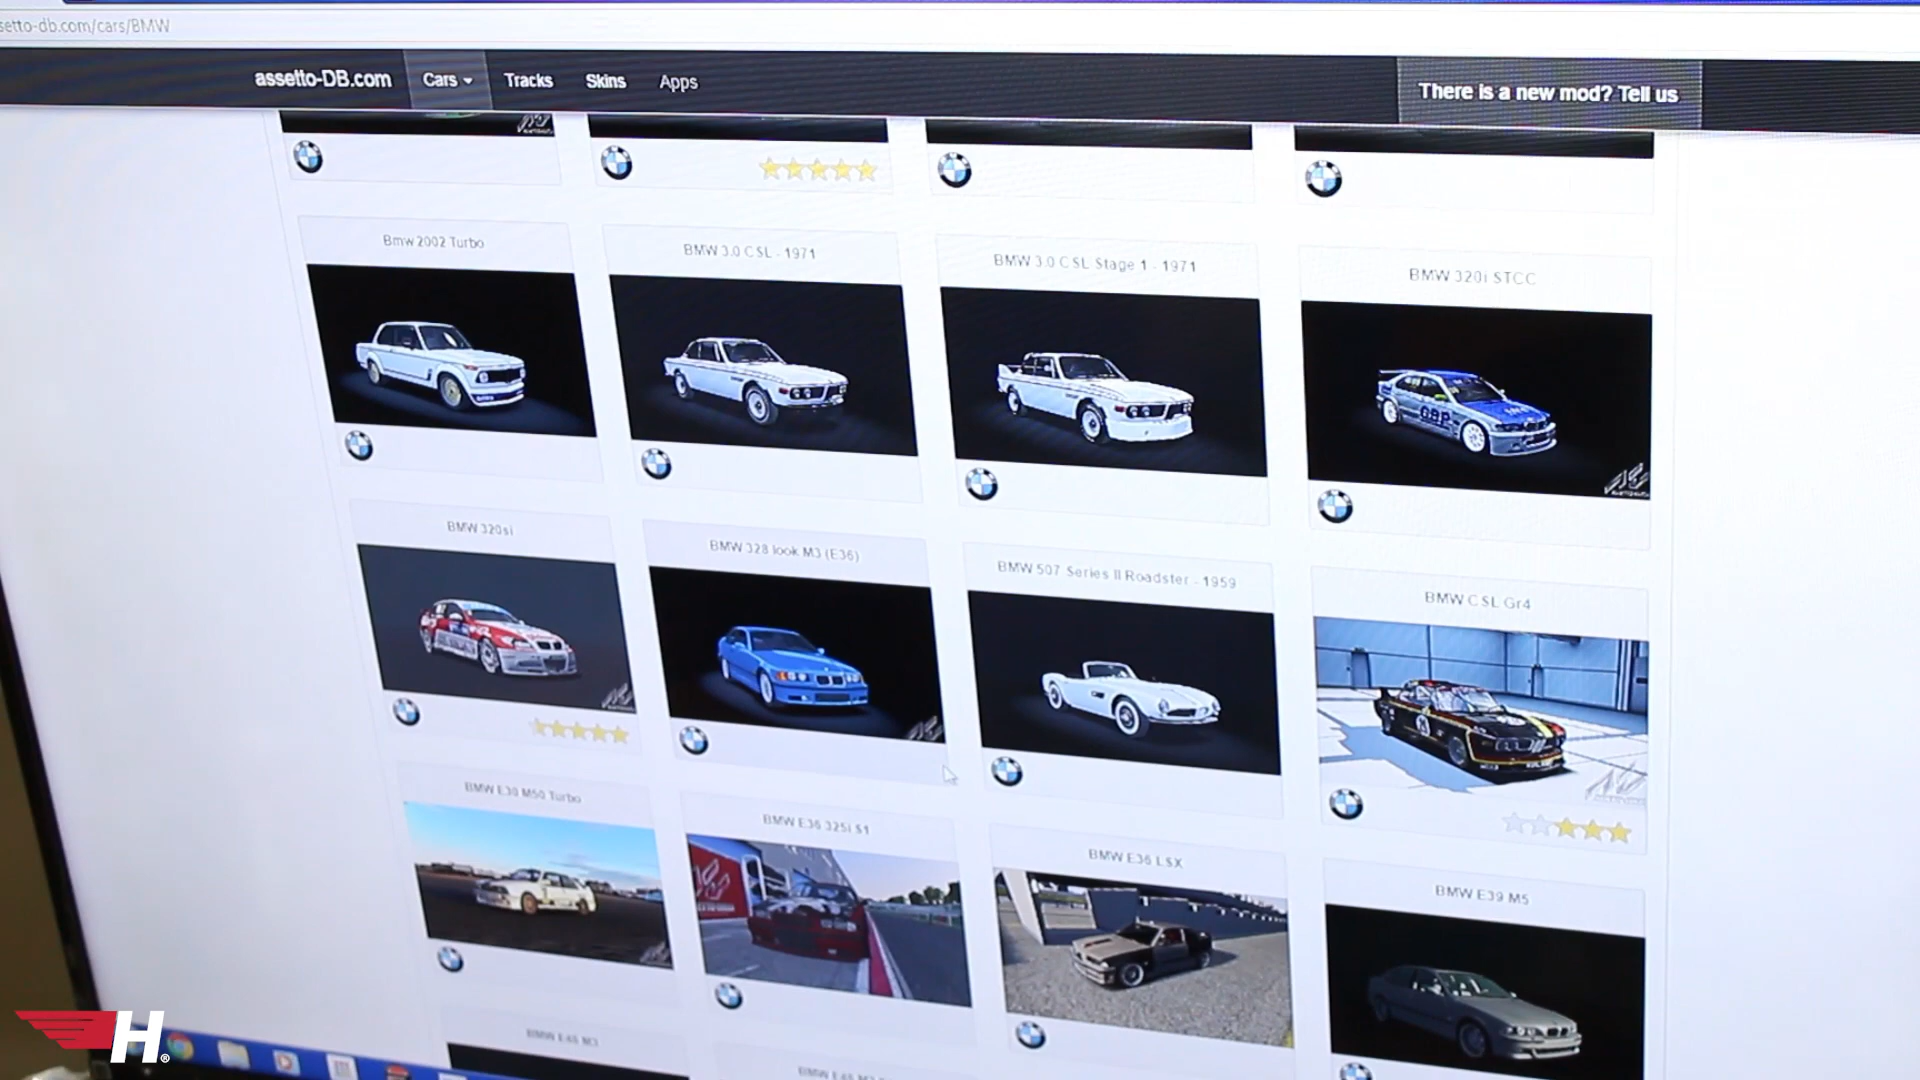 setto-db.com/cars/BMW
assetto-DB.com Cars Tracks Skins Apps There is a new mod? Tell us
Bmw 2002 Turbo
BMW 3.0 CSL - 1971
BMW 3.0 CSL Stage 1 - 1971
BMW 320i STCC
BMW 320si
BMW 328 look M3 (E36)
BMW 507 Series II Roadster - 1959
BMW CSL Gr4
BMW E30 M50 Turbo
BMW E36 325i S1
BMW E36 LSX
BMW E39 M5
H®